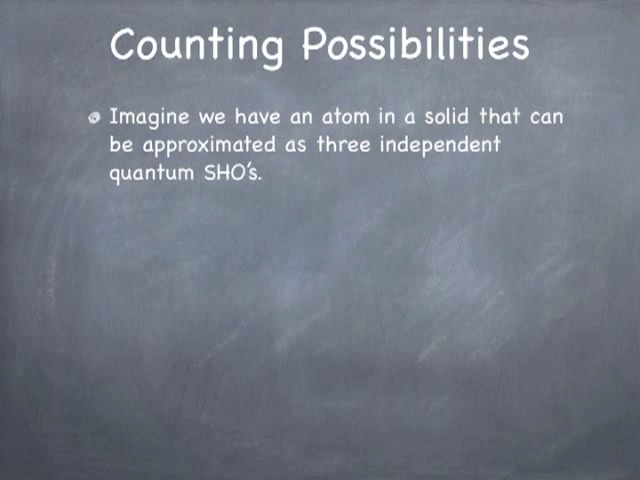 Counting Possibilities
Imagine we have an atom in a solid that can
be approximated as three independent
quantum SHO's.